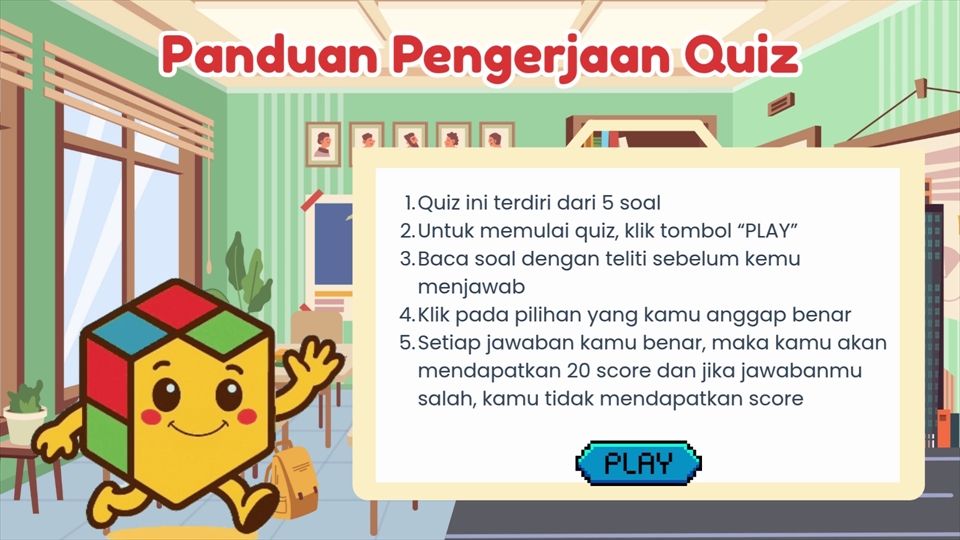 Panduan Pengerjaan Quiz
1. Quiz ini terdiri dari 5 soal
2. Untuk memulai quiz, klik tombol “PLAY”
3. Baca soal dengan teliti sebelum kemu
menjawab
4. Klik pada pilihan yang kamu anggap benar
5. Setiap jawaban kamu benar, maka kamu akan
mendapatkan 20 score dan jika jawabanmu
salah, kamu tidak mendapatkan score
PLAY